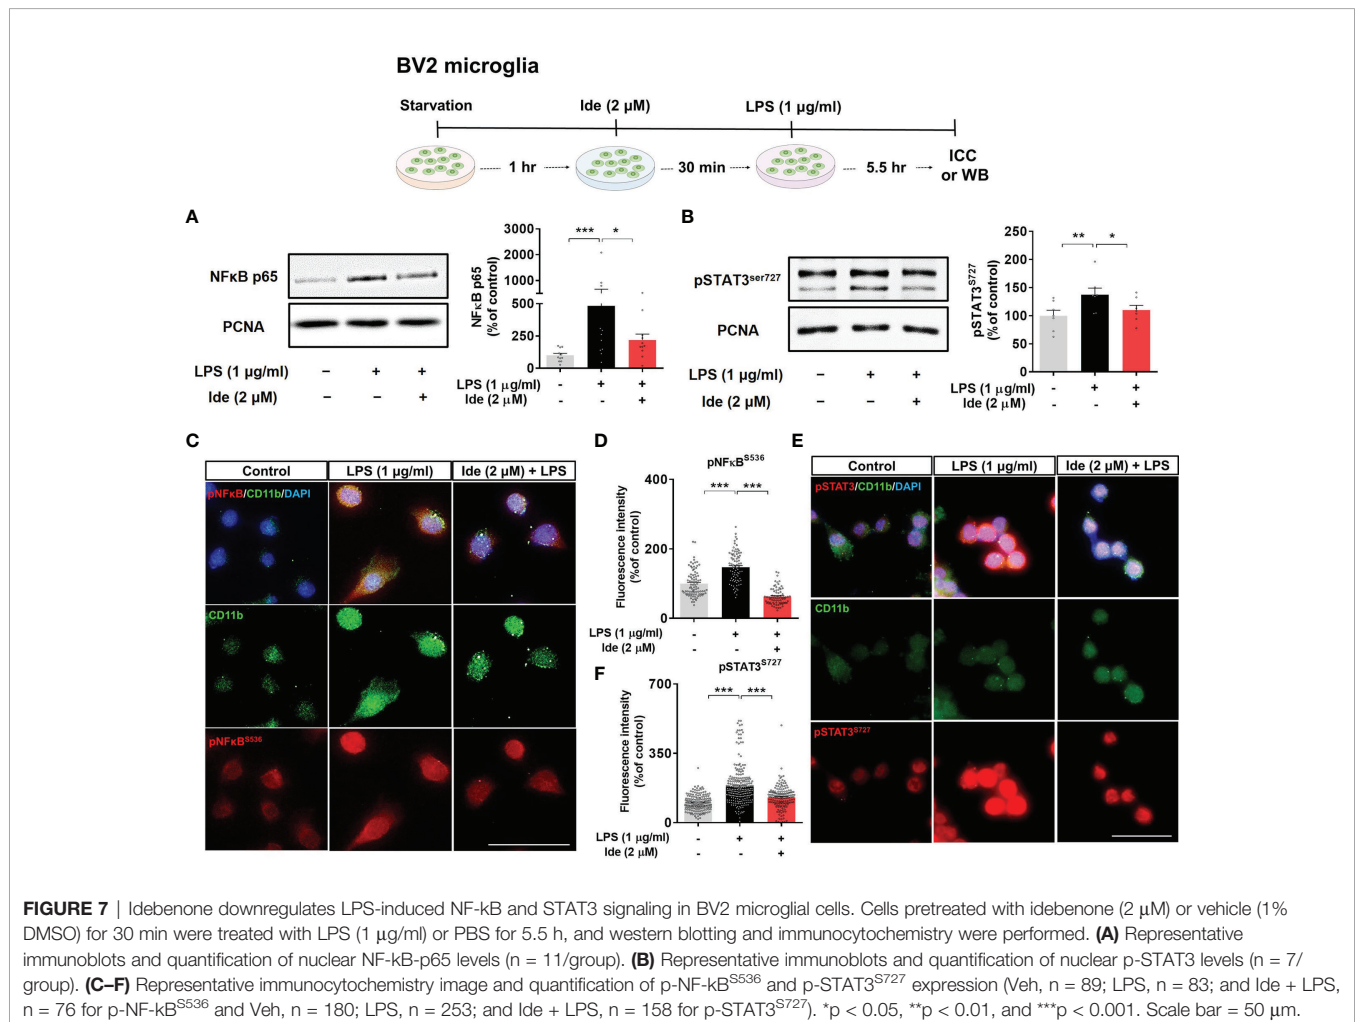 BV2 microglia
Starvation
Ide (2 µM)
LPS (1 µg/ml)
1 hr
30 min
5.5 hr
ICC
or WB
A
NFκB p65
PCNA
LPS (1 µg/ml) – + +
Ide (2 µM) – – +
NFκB p65
(% of control)
3000
2000
1000
500
250
0
*** *
LPS (1 µg/ml) - + +
Ide (2 µM) - - +
B
pSTAT3ser727
PCNA
LPS (1 µg/ml) – + +
Ide (2 µM) – – +
pSTAT3S727
(% of control)
250
200
150
100
50
0
** *
LPS (1 µg/ml) - + +
Ide (2 µM) - - +
C
Control LPS (1 µg/ml) Ide (2 µM) + LPS
pNFκB/CD11b/DAPI
CD11b
pNFκBS536
D
pNFκBS536
Fluorescence intensity
(%of control)
400
200
0
*** ***
LPS (1 µg/ml) - + +
Ide (2 µM) - - +
F
pSTAT3S727
Fluorescence intensity
(%of control)
700
350
0
*** ***
LPS (1 µg/ml) - + +
Ide (2 µM) - - +
E
Control LPS (1 µg/ml) Ide (2 µM) + LPS
pSTAT3/CD11b/DAPI
CD11b
pSTAT3S727
FIGURE 7 | Idebenone downregulates LPS-induced NF-kB and STAT3 signaling in BV2 microglial cells. Cells pretreated with idebenone (2 µM) or vehicle (1%
DMSO) for 30 min were treated with LPS (1 µg/ml) or PBS for 5.5 h, and western blotting and immunocytochemistry were performed. (A) Representative
immunoblots and quantification of nuclear NF-kB-p65 levels (n = 11/group). (B) Representative immunoblots and quantification of nuclear p-STAT3 levels (n = 7/
group). (C–F) Representative immunocytochemistry image and quantification of p-NF-kBS536 and p-STAT3S727 expression (Veh, n = 89; LPS, n = 83; and Ide + LPS,
n = 76 for p-NF-kBS536 and Veh, n = 180; LPS, n = 253; and Ide + LPS, n = 158 for p-STAT3S727). *p < 0.05, **p < 0.01, and ***p < 0.001. Scale bar = 50 µm.